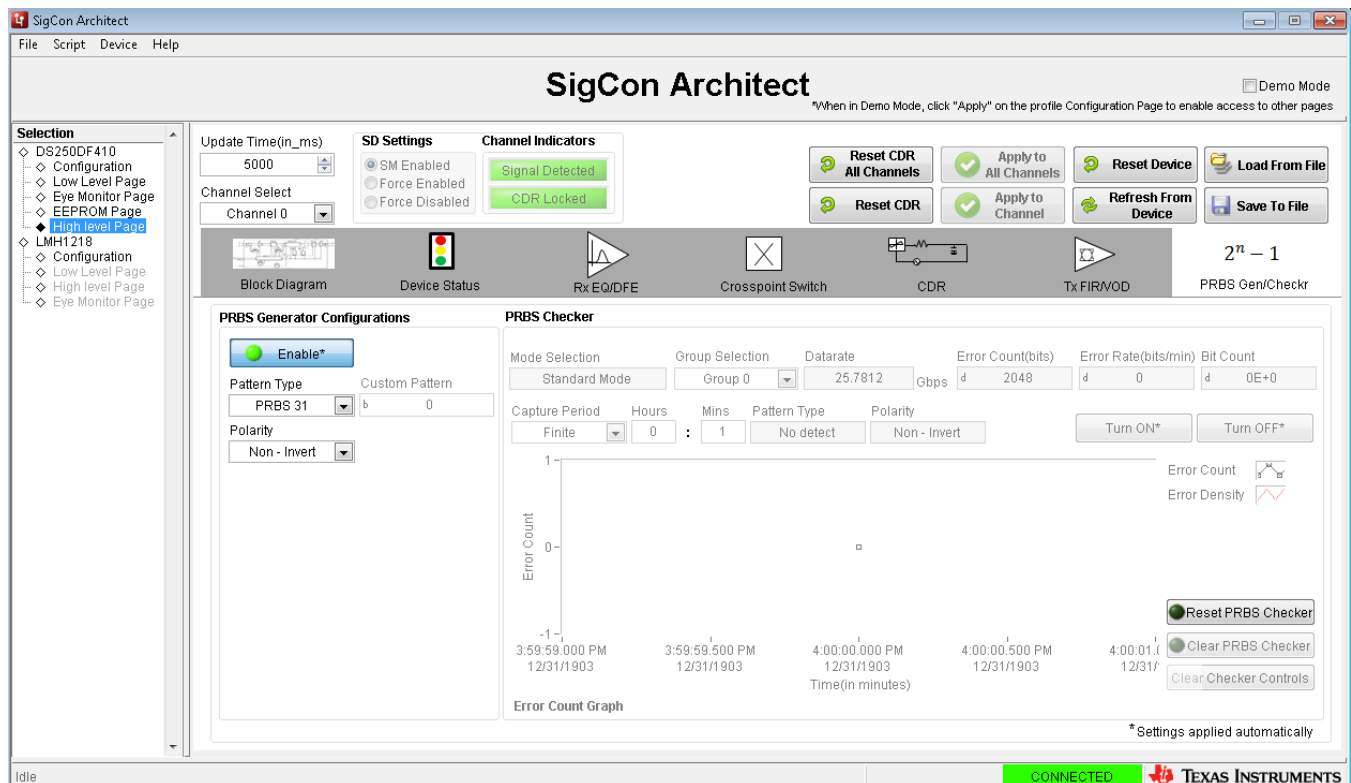 SigCon Architect
File Script Device Help
SigCon Architect
Demo Mode
*When in Demo Mode, click "Apply" on the profile Configuration Page to enable access to other pages
Selection
DS250DF410
Configuration
Low Level Page
Eye Monitor Page
EEPROM Page
High level Page
LMH1218
Configuration
Low Level Page
High level Page
Eye Monitor Page
Update Time(in_ms)
5000
Channel Select
Channel 0
SD Settings
SM Enabled
Force Enabled
Force Disabled
Channel Indicators
Signal Detected
CDR Locked
Reset CDR
All Channels
Apply to
All Channels
Reset Device
Load From File
Reset CDR
Apply to
Channel
Refresh From
Device
Save To File
Block Diagram
Device Status
Rx EQ/DFE
Crosspoint Switch
CDR
Tx FIR/VOD
2ⁿ − 1
PRBS Gen/Checkr
PRBS Generator Configurations
Enable*
Pattern Type Custom Pattern
PRBS 31 b 0
Polarity
Non - Invert
PRBS Checker
Mode Selection Group Selection Datarate Error Count(bits) Error Rate(bits/min) Bit Count
Standard Mode Group 0 25.7812 Gbps d 2048 d 0 d 0E+0
Capture Period Hours Mins Pattern Type Polarity
Finite 0 : 1 No detect Non - Invert Turn ON* Turn OFF*
1
0
-1
Error Count
Error Count
Error Density
3:59:59.000 PM 3:59:59.500 PM 4:00:00.000 PM 4:00:00.500 PM 4:00:01.(
12/31/1903 12/31/1903 12/31/1903 12/31/1903 12/31/
Time(in minutes)
Reset PRBS Checker
Clear PRBS Checker
Clear Checker Controls
Error Count Graph
*Settings applied automatically
Idle
CONNECTED
TEXAS INSTRUMENTS